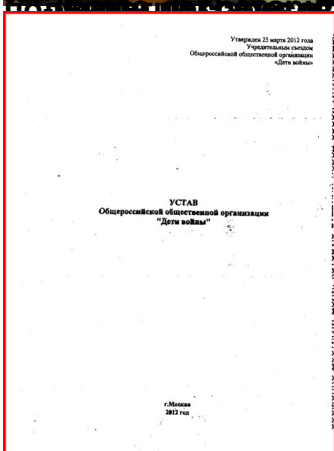 Утвержден 25 марта 2012 года
Учредительным съездом
Общероссийской общественной организации
«Дети войны»
УСТАВ
Общероссийской общественной организации
"Дети войны"
г.Москва
2012 год